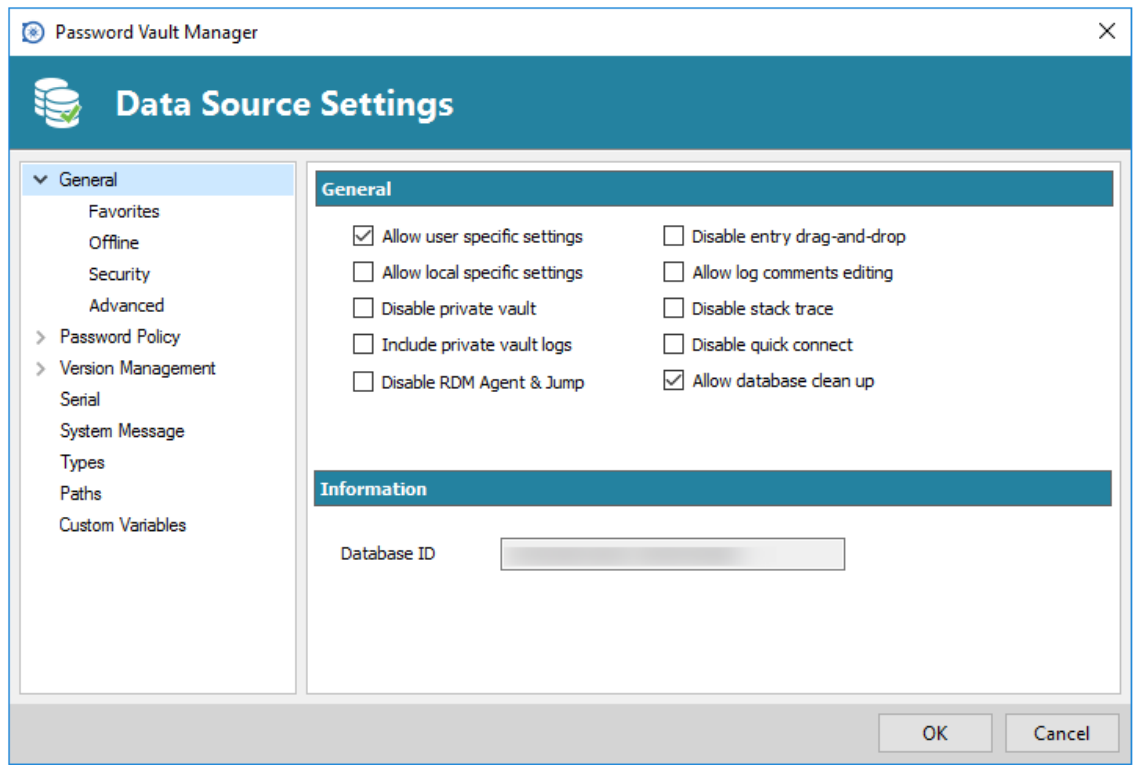 Password Vault Manager
Data Source Settings
General
Favorites
Offline
Security
Advanced
Password Policy
Version Management
Serial
System Message
Types
Paths
Custom Variables
General
Allow user specific settings
Disable entry drag-and-drop
Allow local specific settings
Allow log comments editing
Disable private vault
Disable stack trace
Include private vault logs
Disable quick connect
Disable RDM Agent & Jump
Allow database clean up
Information
Database ID
OK
Cancel